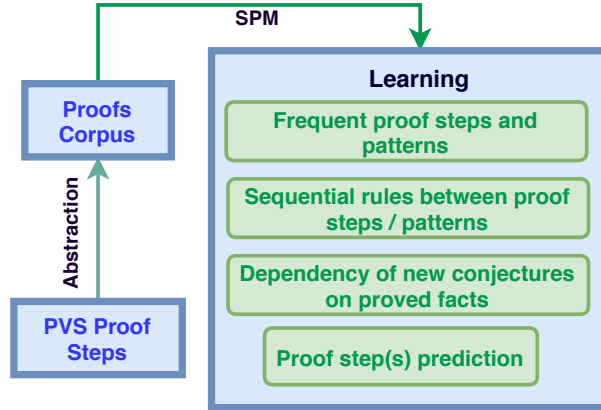 SPM
Learning
Proofs
Corpus
Frequent proof steps and
patterns
Sequential rules between proof
steps / patterns
Abstraction
Dependency of new conjectures
on proved facts
PVS Proof
Steps
Proof step(s) prediction